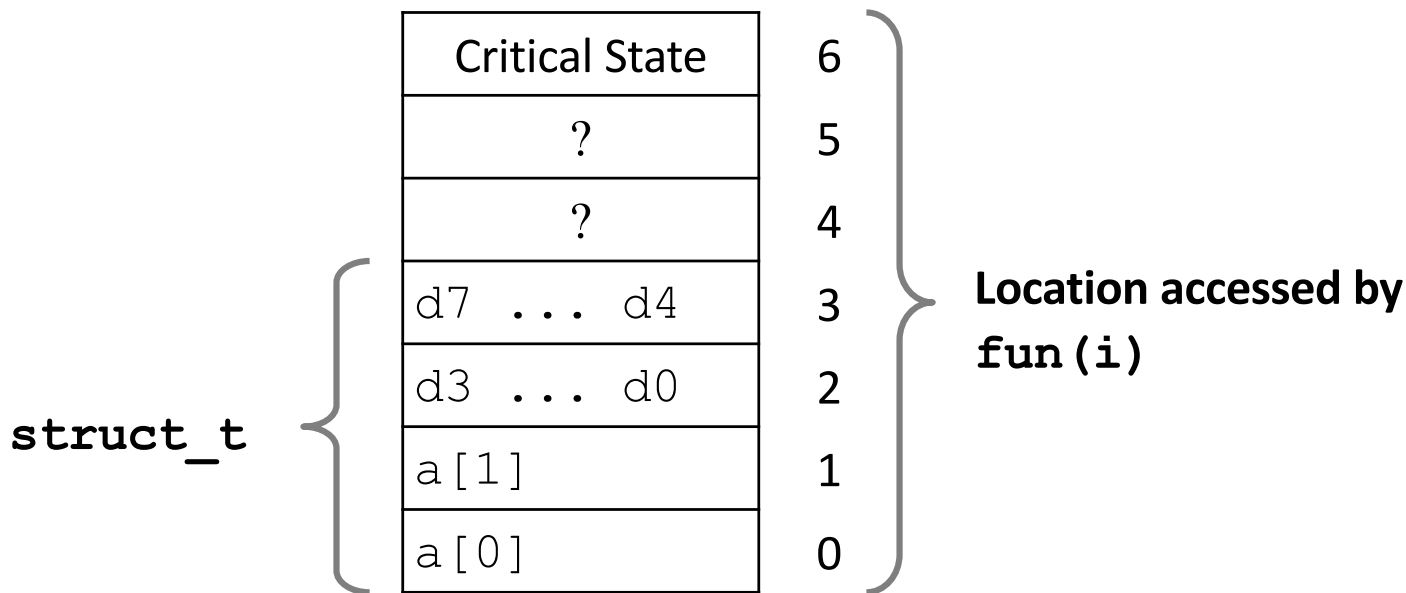 Critical State 6
? 5
? 4
d7 ... d4 3
d3 ... d0 2
a[1] 1
a[0] 0
struct_t
Location accessed by
fun(i)